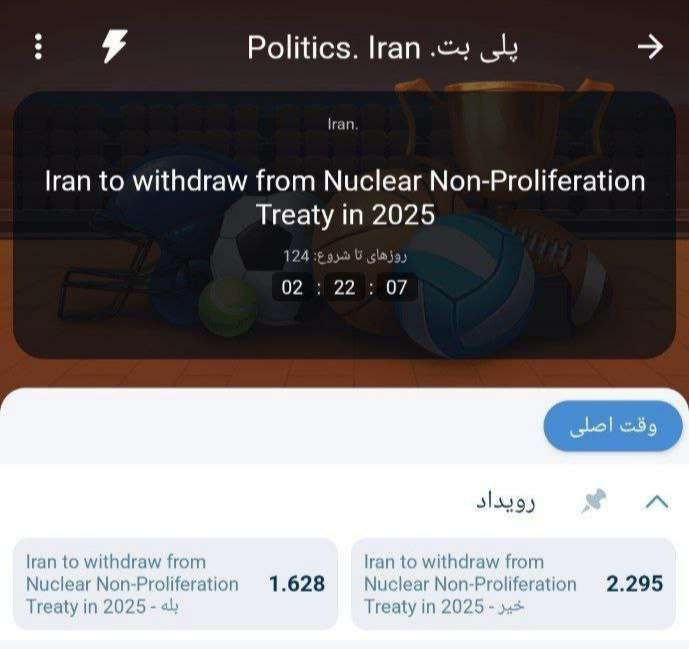 پلی بت. Politics. Iran
Iran.
Iran to withdraw from Nuclear Non-Proliferation
Treaty in 2025
روزهای تا شروع: 124
02 : 22 : 07
وقت اصلی
رویداد
Iran to withdraw from
Nuclear Non-Proliferation
Treaty in 2025 - بله
1.628
Iran to withdraw from
Nuclear Non-Proliferation
Treaty in 2025 - خیر
2.295